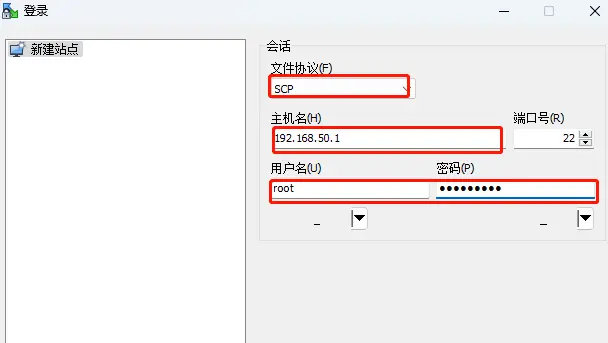 登录
新建站点
会话
文件协议(F)
SCP
主机名(H) 端口号(R)
192.168.50.1 22
用户名(U) 密码(P)
root •••••••••